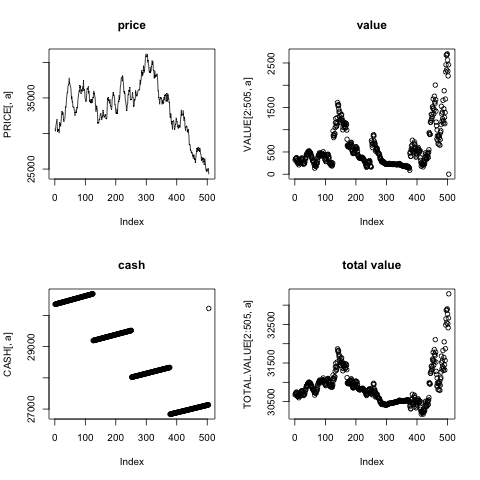 price
value
PRICE[, a]
25000
35000
0 100 200 300 400 500
Index
VALUE[2:505, a]
0
500
1500
2500
0 100 200 300 400 500
Index
cash
total value
CASH[, a]
27000
29000
0 100 200 300 400 500
Index
TOTAL.VALUE[2:505, a]
30500
31500
32500
0 100 200 300 400 500
Index